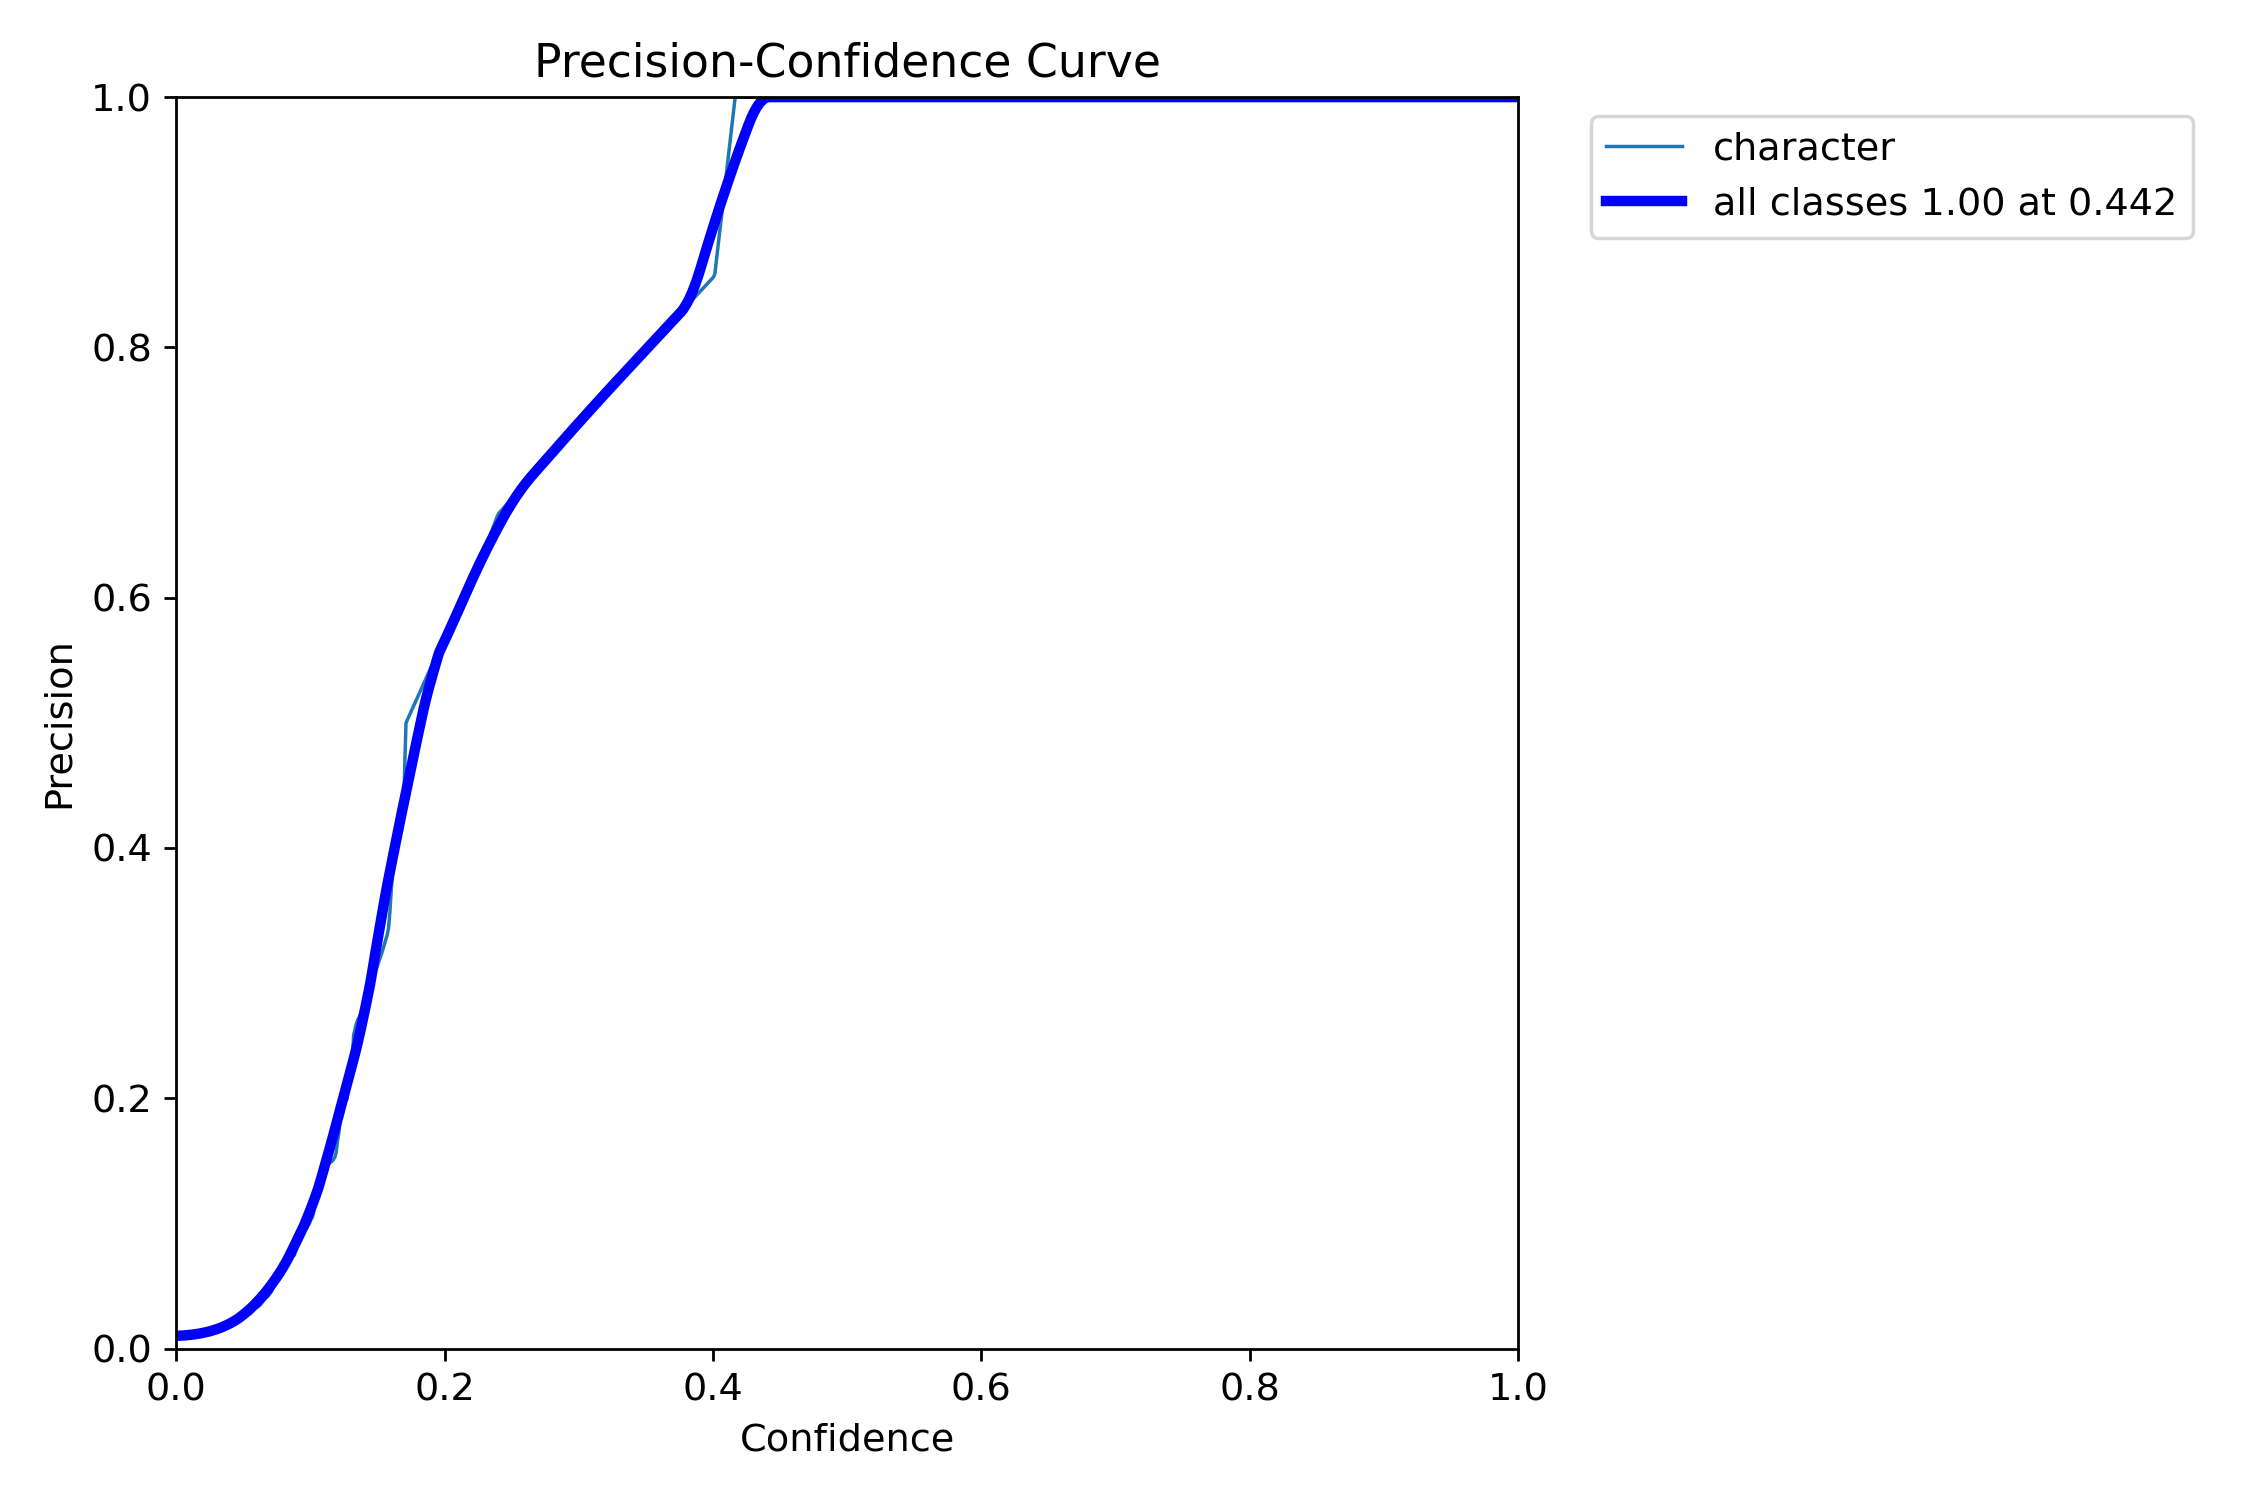 Precision-Confidence Curve
1.0
0.8
0.6
0.4
0.2
0.0
Precision
0.0 0.2 0.4 0.6 0.8 1.0
Confidence
character
all classes 1.00 at 0.442